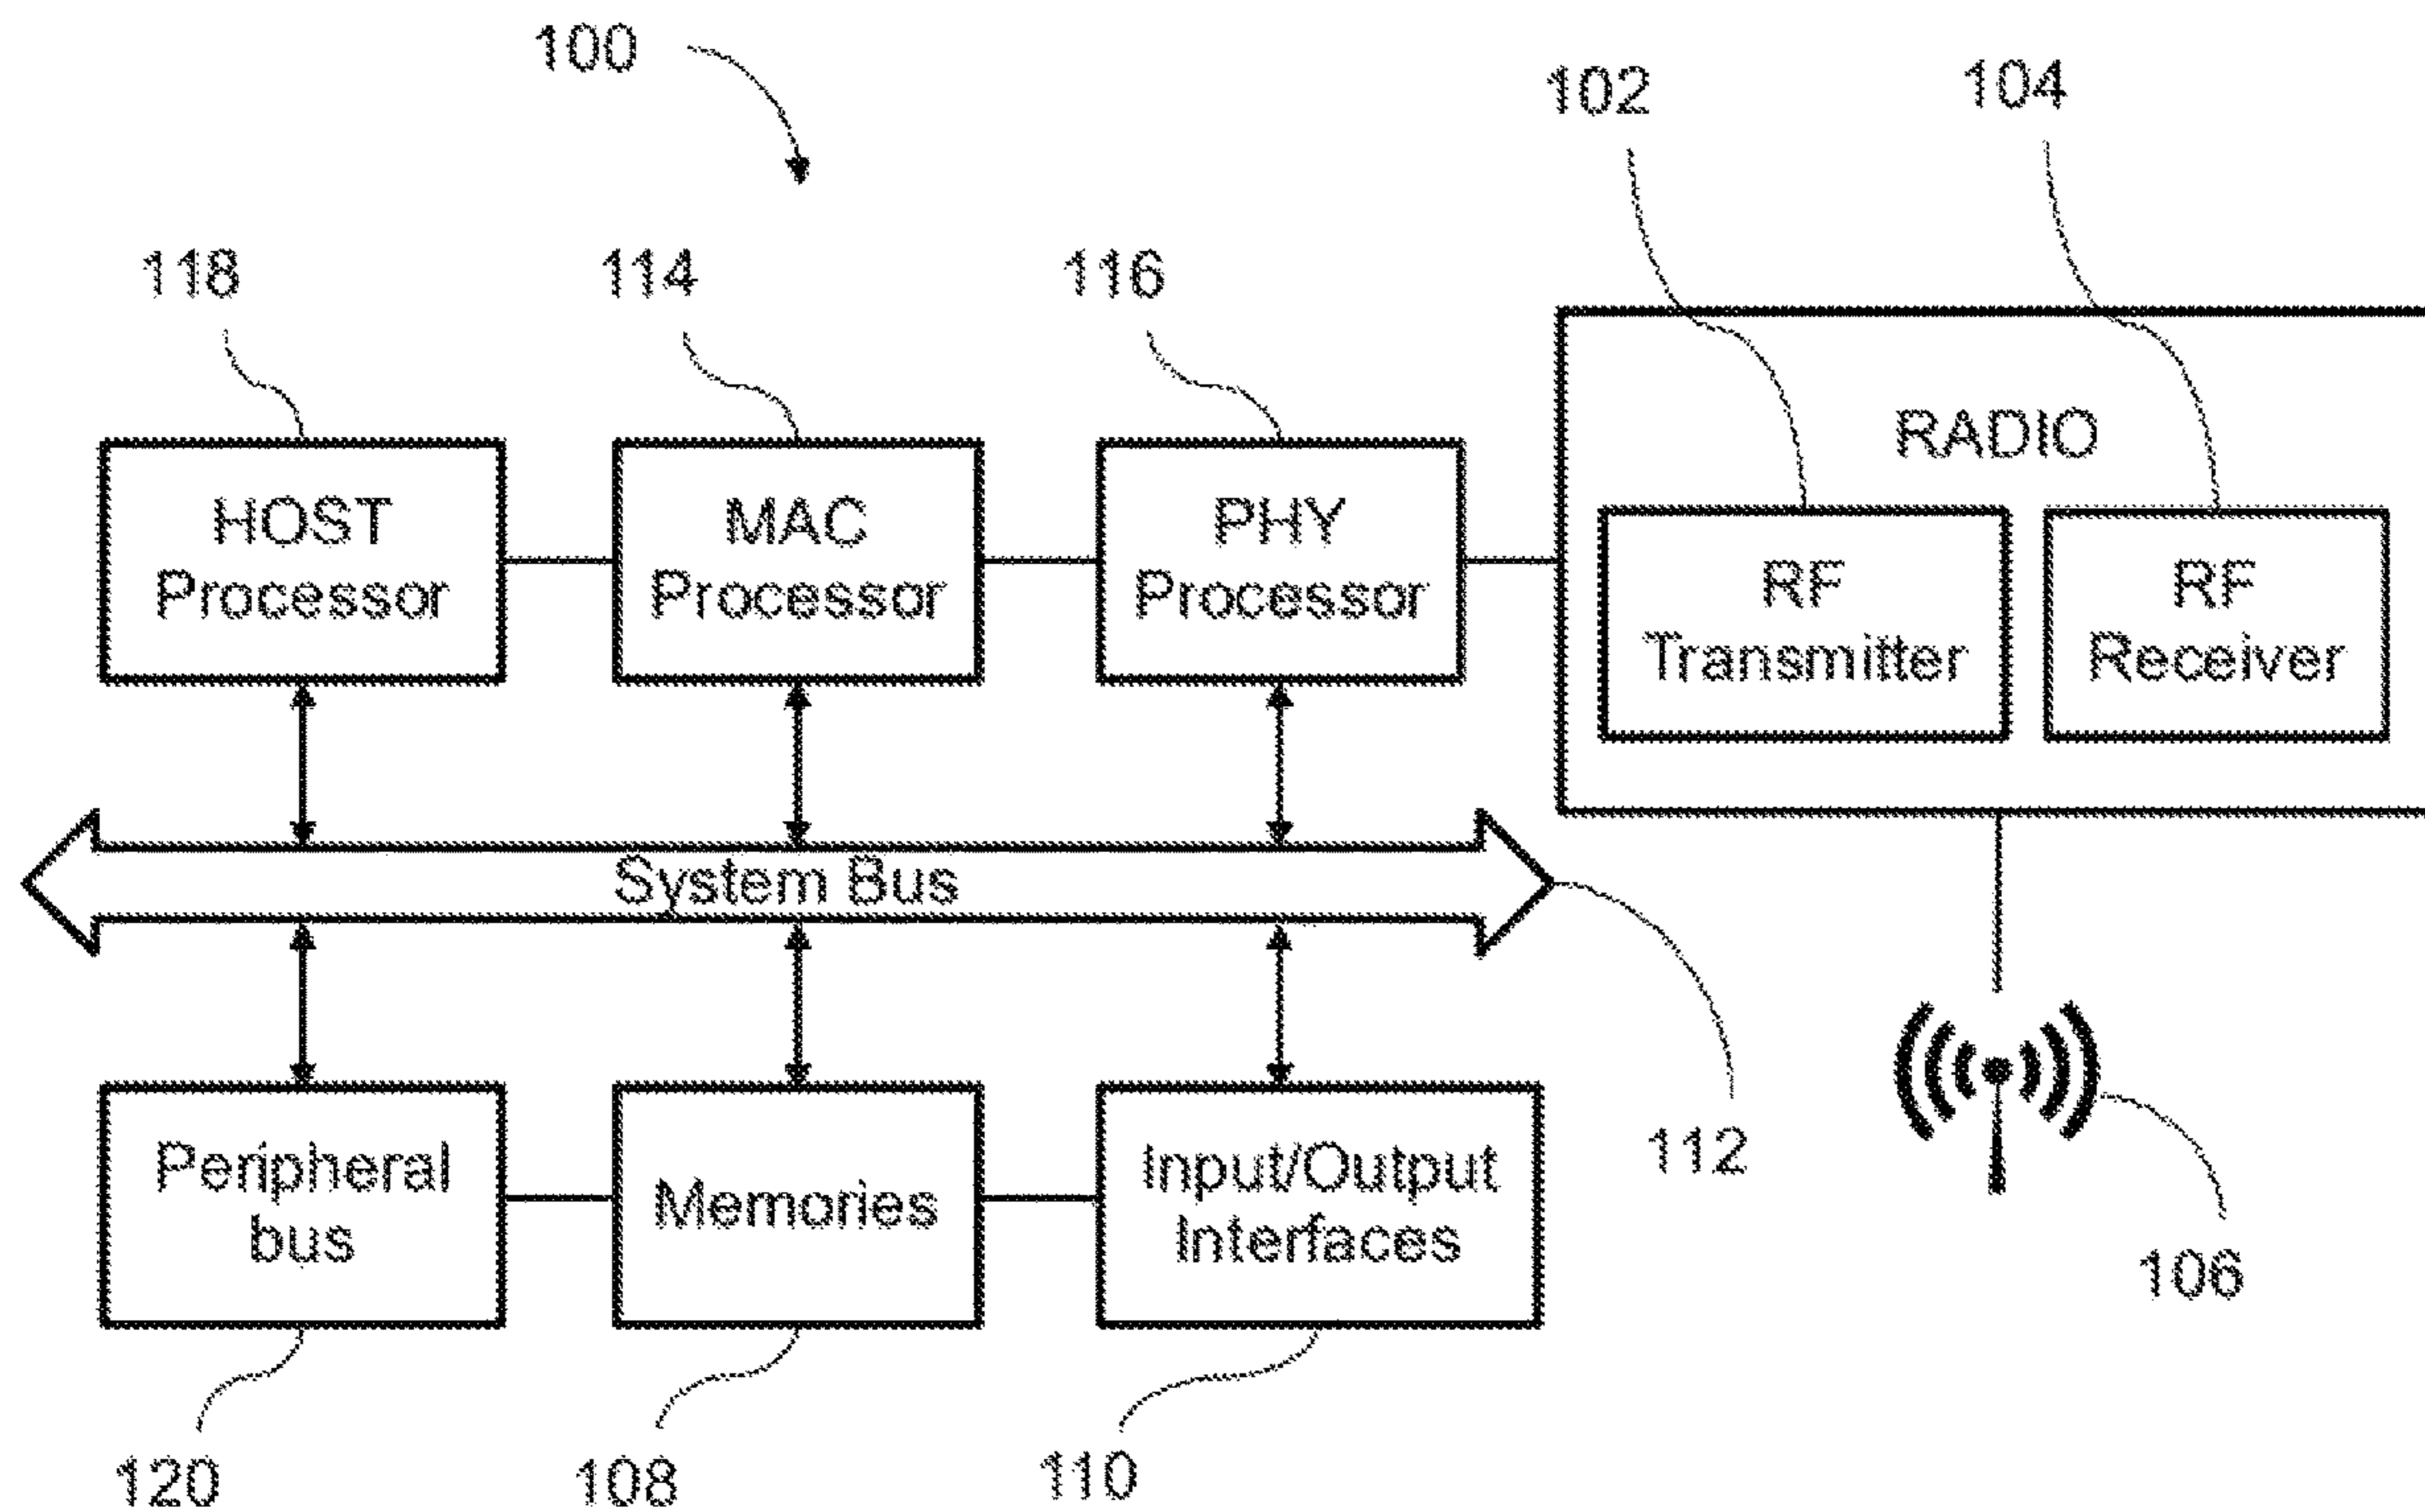 100
102
104
118
114
116
RADIO
HOST
Processor
MAC
Processor
PHY
Processor
RF
Transmitter
RF
Receiver
System Bus
112
Peripheral
bus
Memories
Input/Output
Interfaces
106
120
108
110